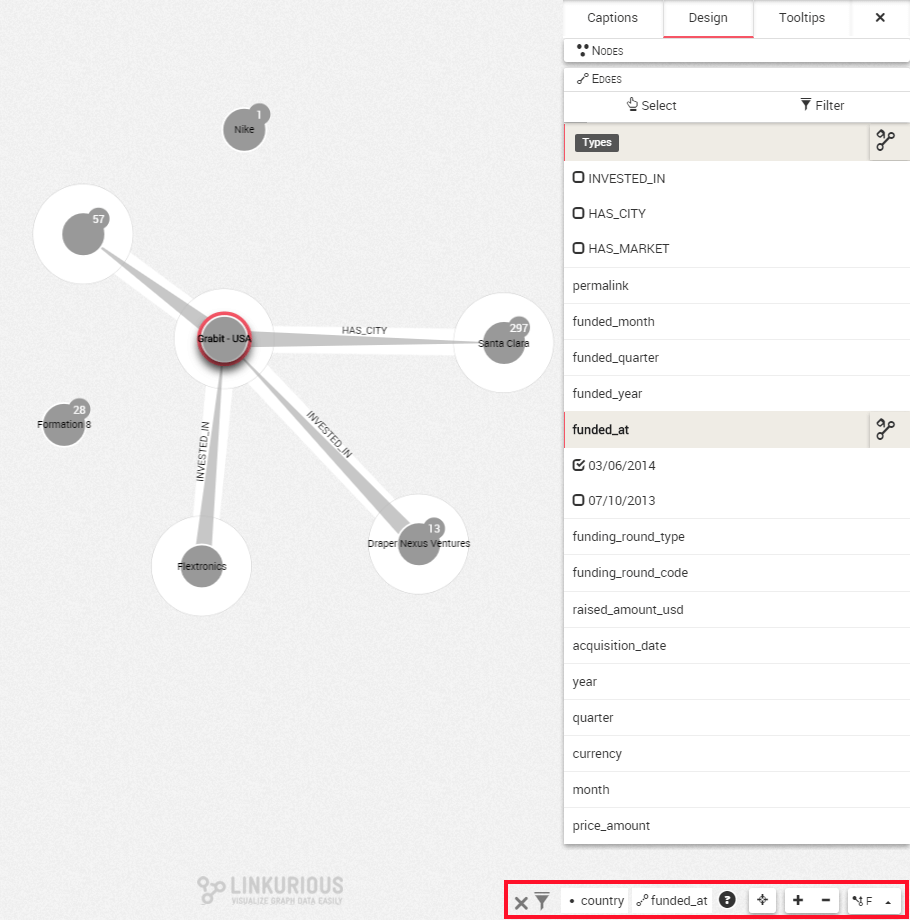 Captions
Design
Tooltips
Nodes
Edges
Select
Filter
Types
INVESTED_IN
HAS_CITY
HAS_MARKET
permalink
funded_month
funded_quarter
funded_year
funded_at
03/06/2014
07/10/2013
funding_round_type
funding_round_code
raised_amount_usd
acquisition_date
year
quarter
currency
month
price_amount
1
Nike
57
Grabit - USA
HAS_CITY
297
Santa Clara
28
Formation 8
INVESTED_IN
INVESTED_IN
13
Draper Nexus Ventures
Flextronics
LINKURIOUS
VISUALIZE GRAPH DATA EASILY
country
funded_at
?
F